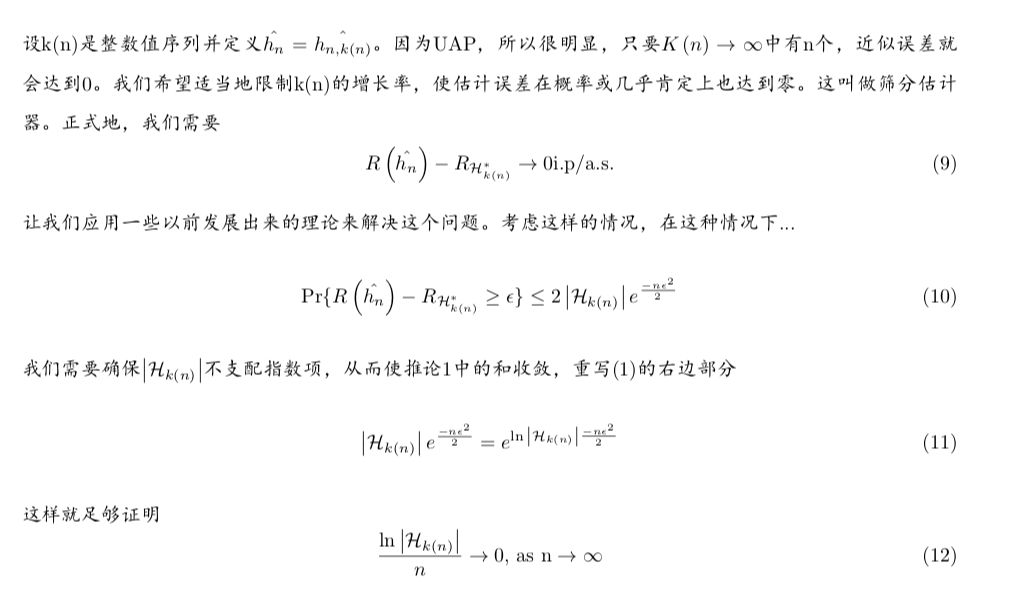 设k(n)是整数值序列并定义$\hat{h_n} = \hat{h_{n,k(n)}}$。因为UAP，所以很明显，只要$K(n) \to \infty$中有n个，近似误差就
会达到0。我们希望适当地限制k(n)的增长率，使估计误差在概率或几乎肯定上也达到零。这叫做筛分估计
器。正式地，我们需要
$R\left(\hat{h_n}\right) - R_{\mathcal{H}^*_{k(n)}} \to 0\text{i.p/a.s.}$ (9)
让我们应用一些以前发展出来的理论来解决这个问题。考虑这样的情况，在这种情况下...
$\Pr\{R\left(\hat{h_n}\right) - R_{\mathcal{H}^*_{k(n)}} \geq \epsilon\} \leq 2\left|\mathcal{H}_{k(n)}\right| e^{\frac{-n\epsilon^2}{2}}$ (10)
我们需要确保$\left|\mathcal{H}_{k(n)}\right|$不支配指数项，从而使推论1中的和收敛，重写(1)的右边部分
$\left|\mathcal{H}_{k(n)}\right| e^{\frac{-n\epsilon^2}{2}} = e^{\ln\left|\mathcal{H}_{k(n)}\right|\frac{-n\epsilon^2}{2}}$ (11)
这样就足够证明
$\frac{\ln\left|\mathcal{H}_{k(n)}\right|}{n} \to 0, \text{ as n} \to \infty$ (12)